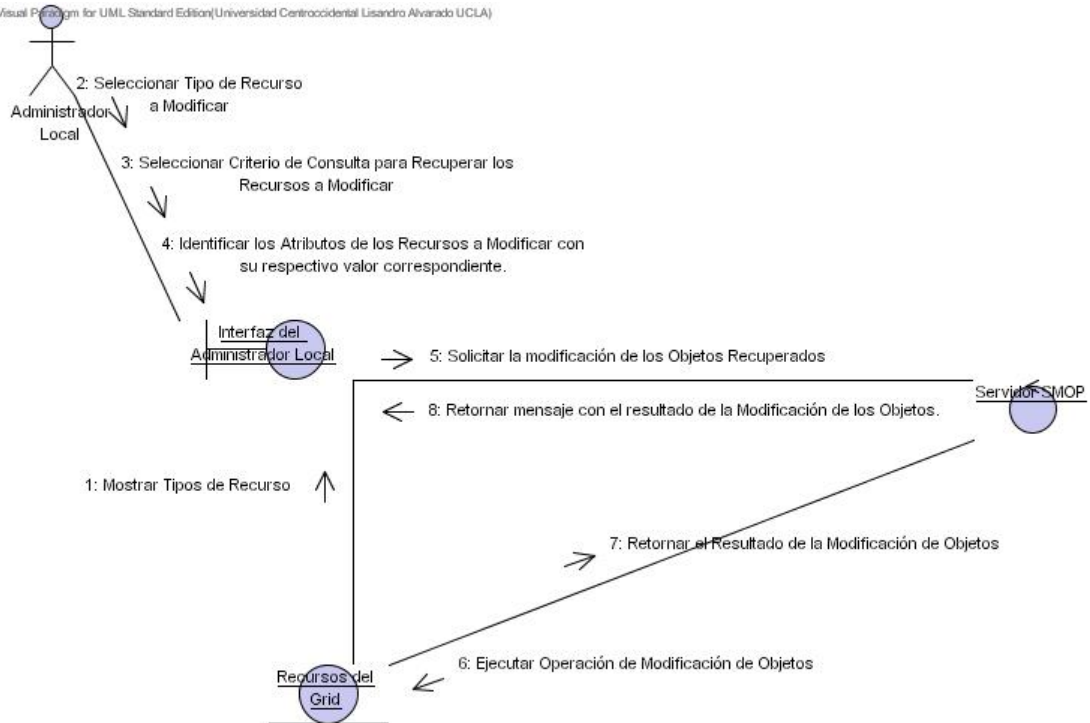 Visual Paradigm for UML Standard Edition(Universidad Centroccidental Lisandro Alvarado UCLA)
2: Seleccionar Tipo de Recurso
a Modificar
Administrador
Local
3: Seleccionar Criterio de Consulta para Recuperar los
Recursos a Modificar
4: Identificar los Atributos de los Recursos a Modificar con
su respectivo valor correspondiente.
Interfaz del
Administrador Local
5: Solicitar la modificación de los Objetos Recuperados
Servidor SMOP
8: Retornar mensaje con el resultado de la Modificación de los Objetos.
1: Mostrar Tipos de Recurso
7: Retornar el Resultado de la Modificación de Objetos
6: Ejecutar Operación de Modificación de Objetos
Recursos del
Grid